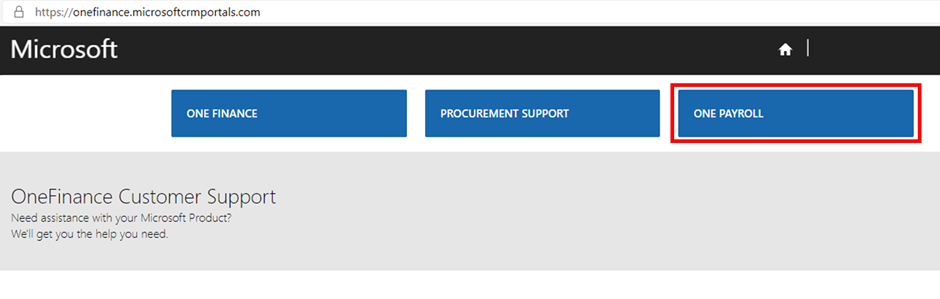 https://onefinance.microsoftcrmportals.com
Microsoft
ONE FINANCE
PROCUREMENT SUPPORT
ONE PAYROLL
OneFinance Customer Support
Need assistance with your Microsoft Product?
We'll get you the help you need.